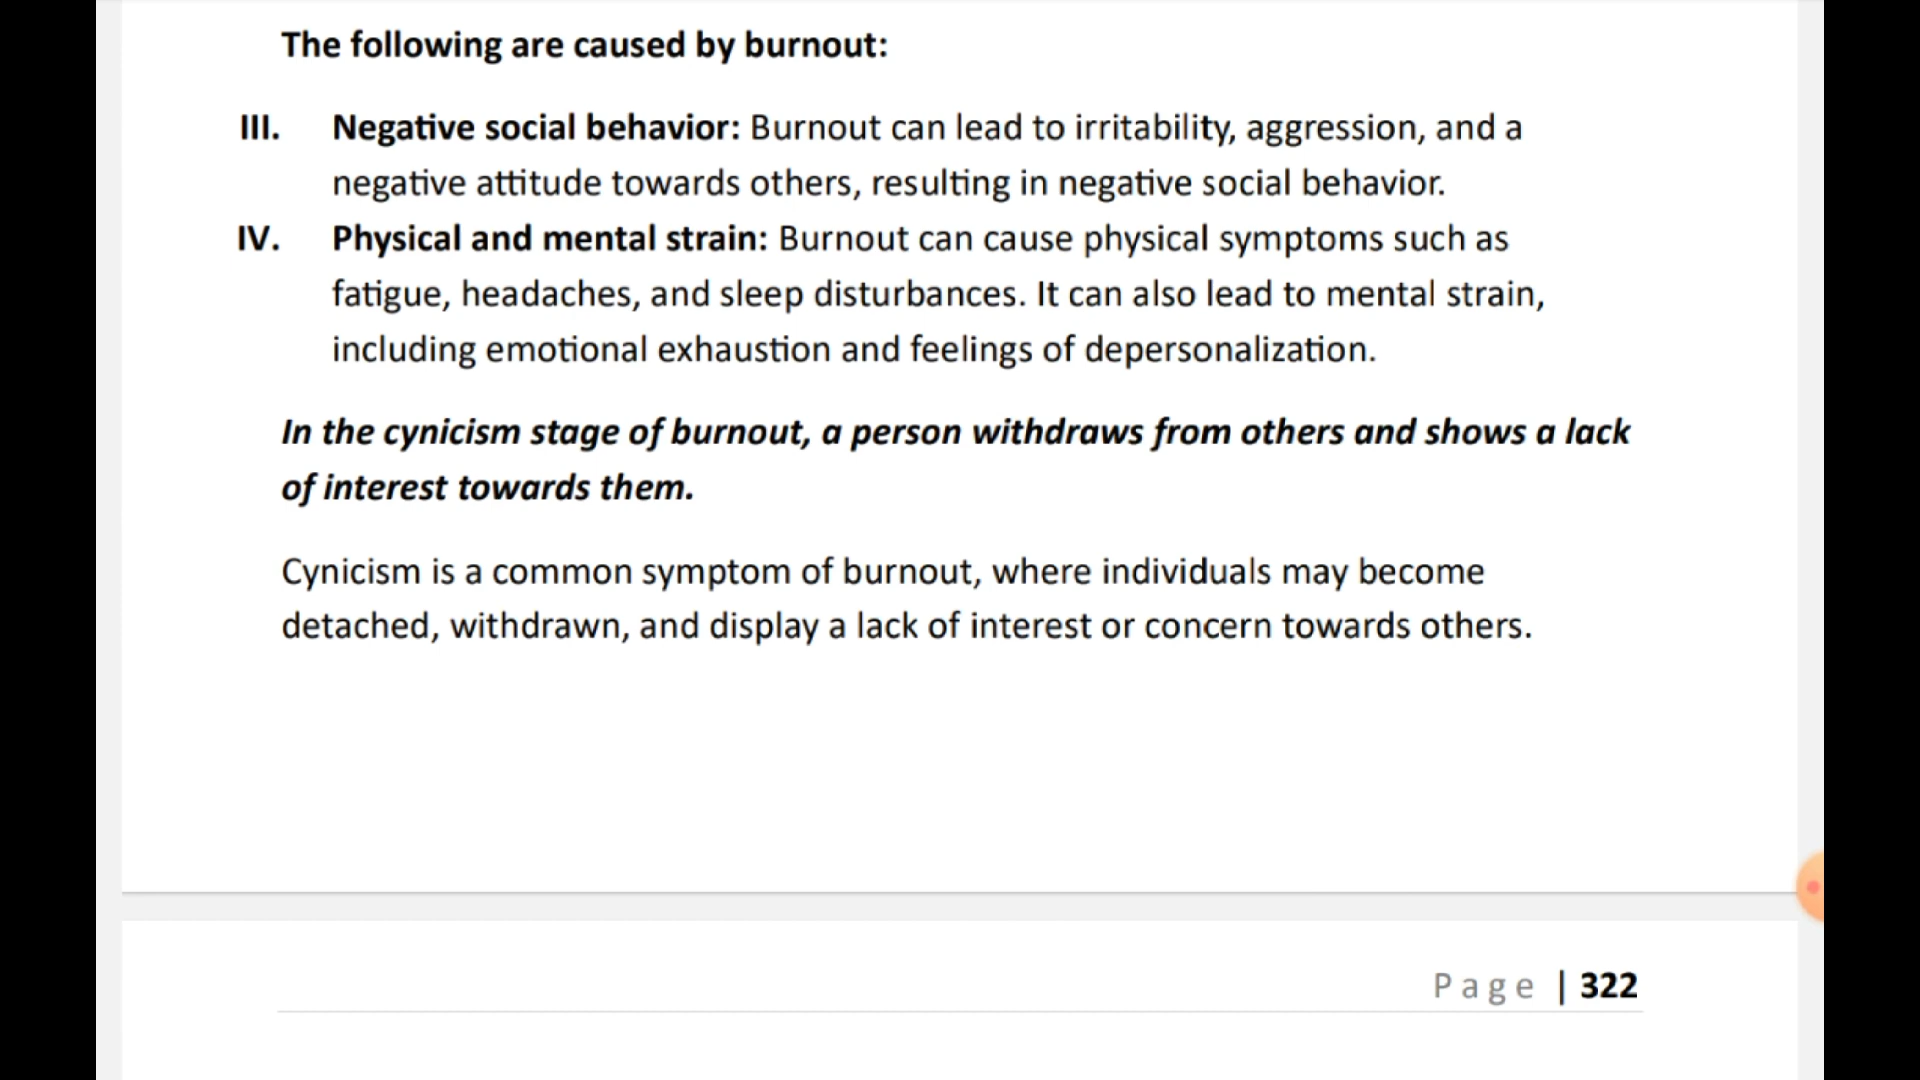 The following are caused by burnout:
III. Negative social behavior: Burnout can lead to irritability, aggression, and a
negative attitude towards others, resulting in negative social behavior.
IV. Physical and mental strain: Burnout can cause physical symptoms such as
fatigue, headaches, and sleep disturbances. It can also lead to mental strain,
including emotional exhaustion and feelings of depersonalization.
In the cynicism stage of burnout, a person withdraws from others and shows a lack
of interest towards them.
Cynicism is a common symptom of burnout, where individuals may become
detached, withdrawn, and display a lack of interest or concern towards others.
Page | 322